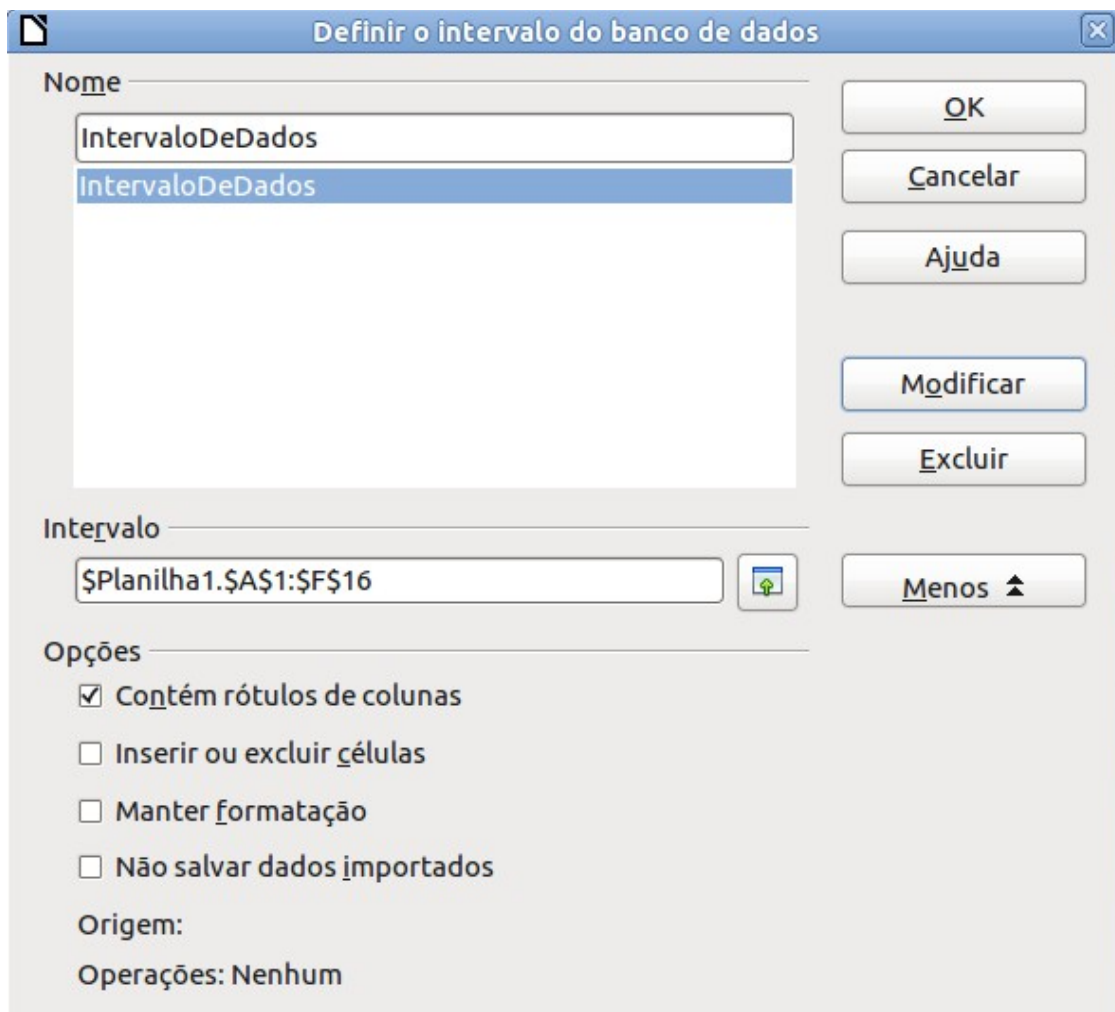 Definir o intervalo do banco de dados
Nome
IntervaloDeDados
IntervaloDeDados
OK
Cancelar
Ajuda
Modificar
Excluir
Intervalo
$Planilha1.$A$1:$F$16
Menos
Opções
Contém rótulos de colunas
Inserir ou excluir células
Manter formatação
Não salvar dados importados
Origem:
Operações: Nenhum